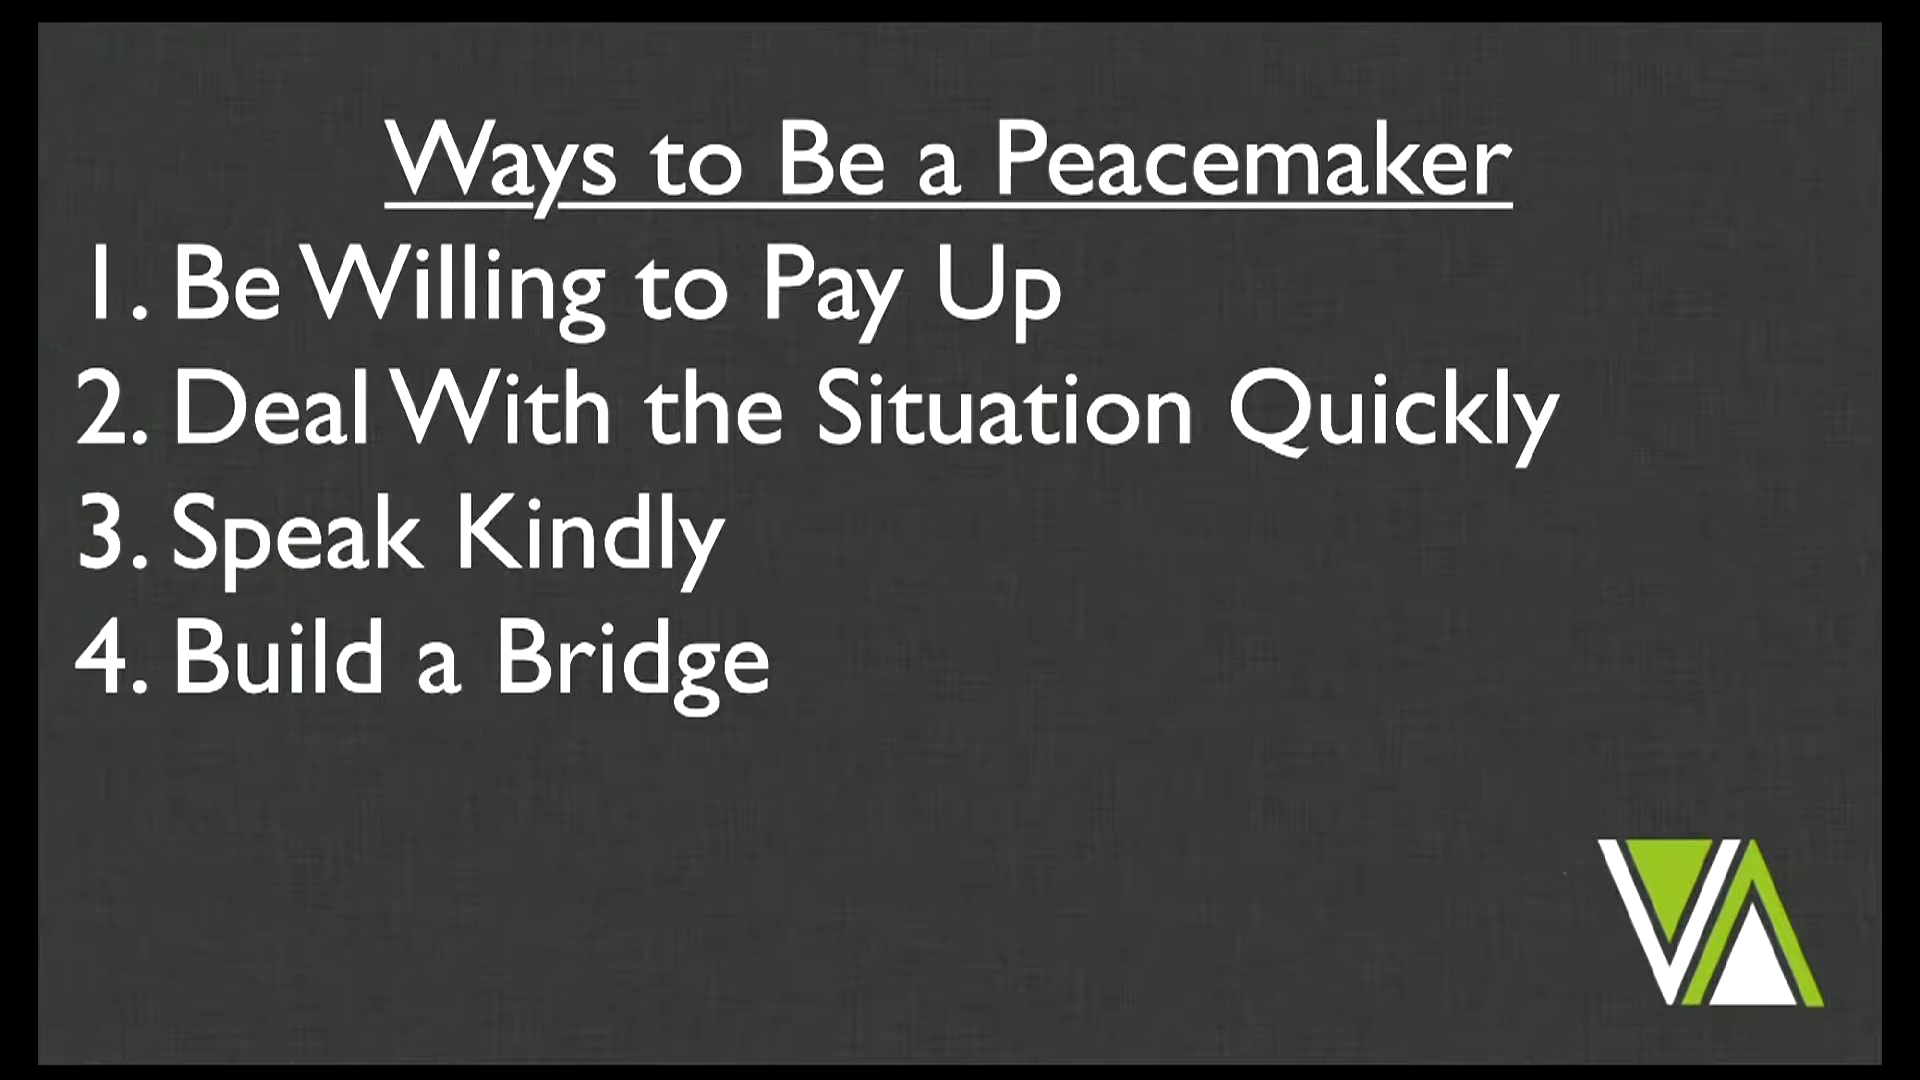 Ways to Be a Peacemaker
1. Be Willing to Pay Up
2. Deal With the Situation Quickly
3. Speak Kindly
4. Build a Bridge
VA